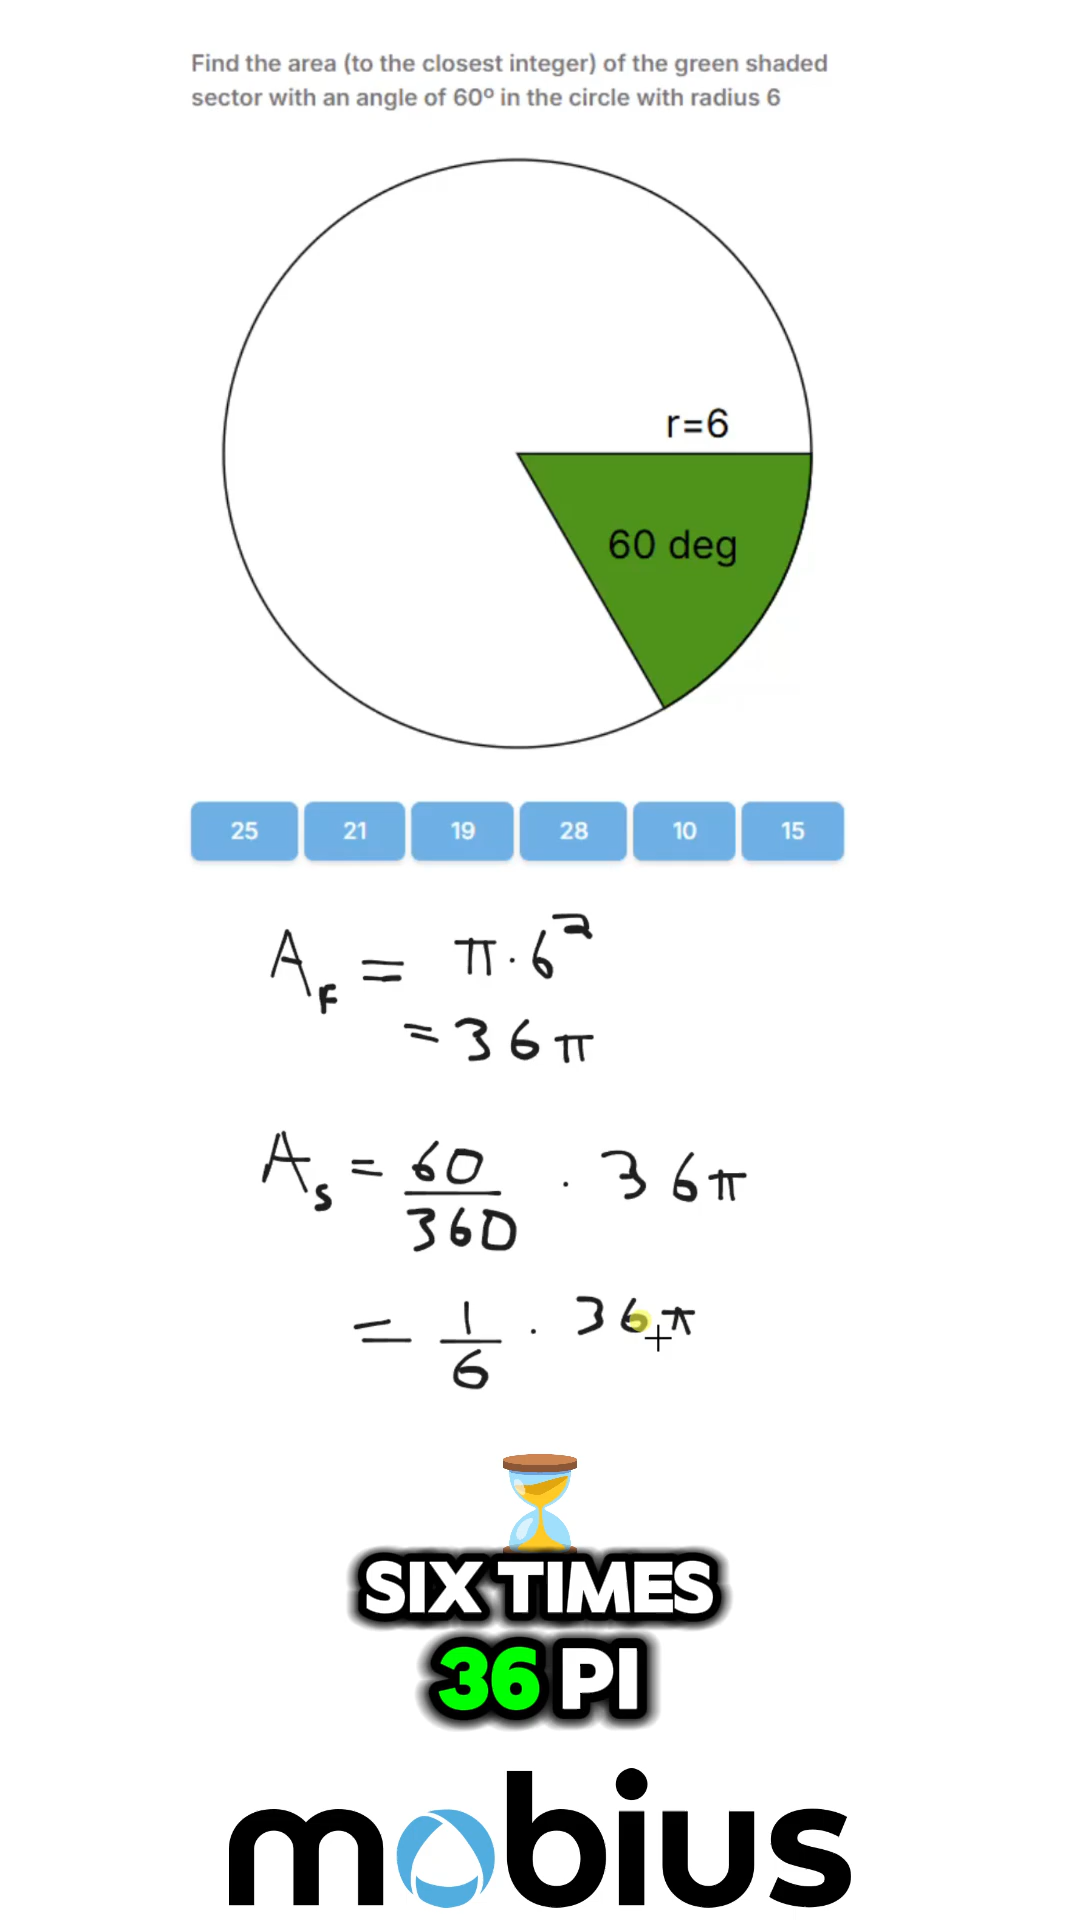 Find the area (to the closest integer) of the green shaded
sector with an angle of 60º in the circle with radius 6
r=6
60 deg
25 21 19 28 10 15
A_F = π · 6²
= 36π
A_S = 60/360 · 36π
= 1/6 · 36π
SIX TIMES
36 PI
mobius